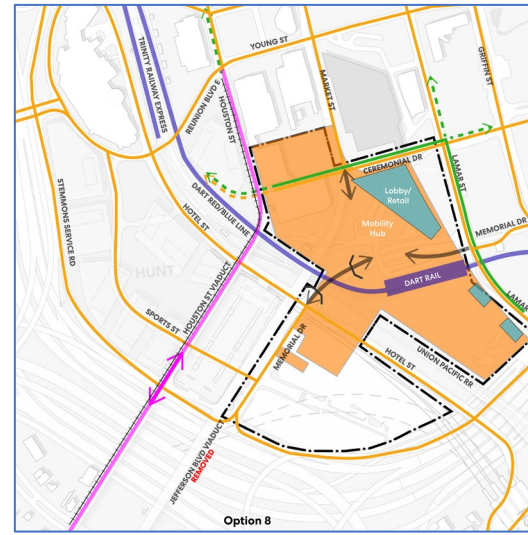 YOUNG ST
TRINITY RAILWAY EXPRESS
REUNION BLVD E
HOUSTON ST
MARKET ST
GRIFFIN ST
CEREMONIAL DR
LAMAR ST
Lobby/
Retail
STEMMONS SERVICE RD
DART RED/BLUE LINE
HOTEL ST
Mobility
Hub
MEMORIAL DR
HUNT
DART RAIL
HOUSTON ST VIADUCT
LAMAR
SPORTS ST
MEMORIAL DR
HOTEL ST
UNION PACIFIC RR
JEFFERSON BLVD VIADUCT
REMOVED
Option 8